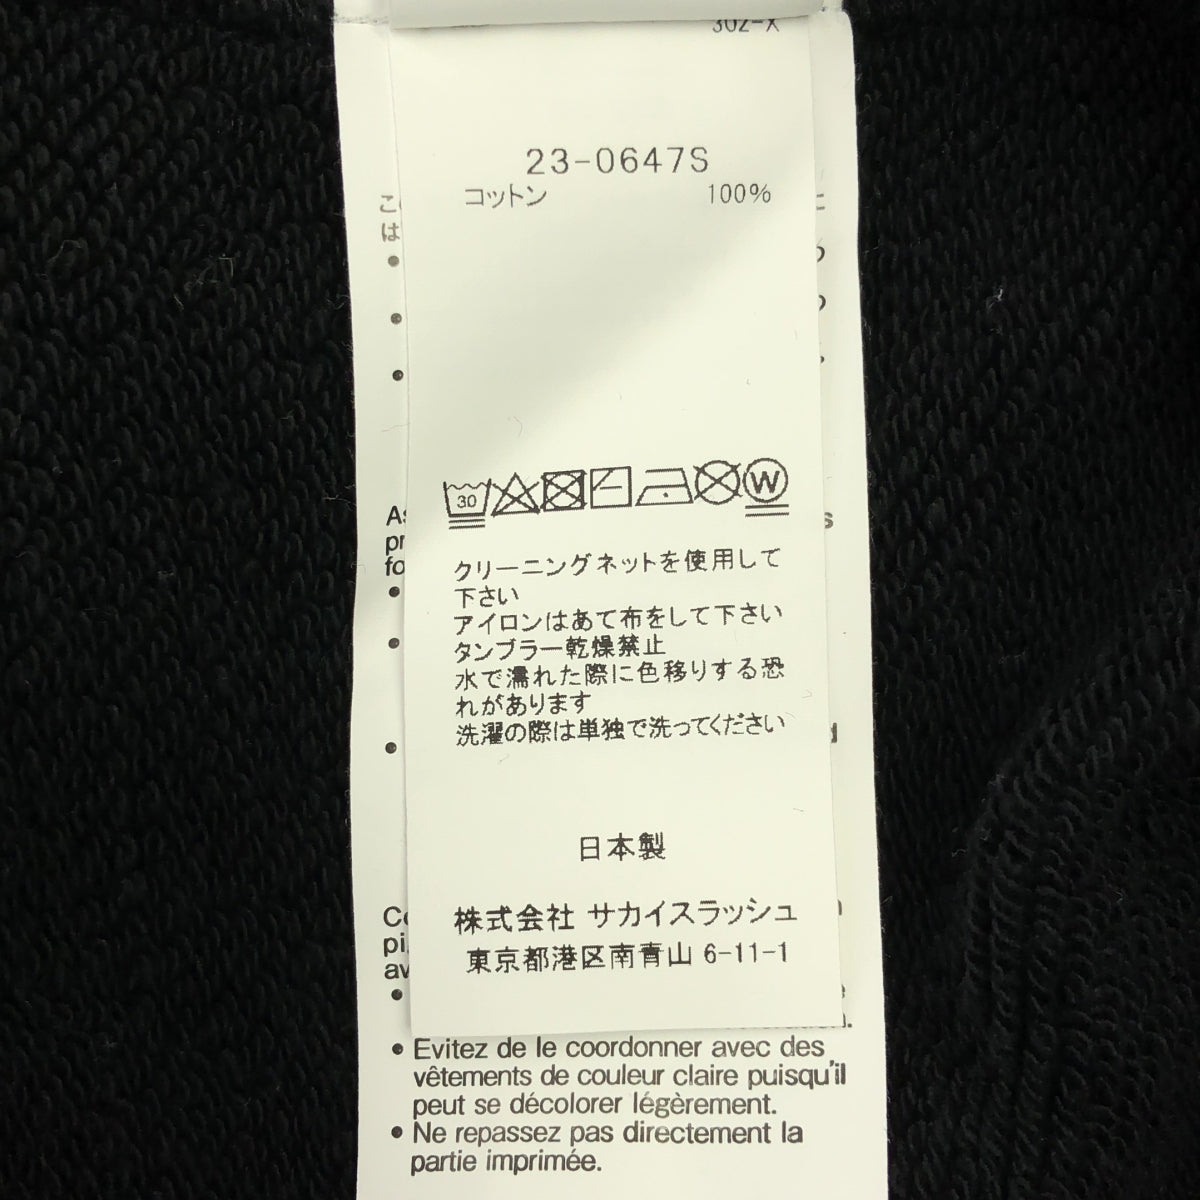 302-X
23-0647S
コットン 100%
30
W
クリーニングネットを使用して
下さい
アイロンはあて布をして下さい
タンブラー乾燥禁止
水で濡れた際に色移りする恐
れがあります
洗濯の際は単独で洗ってください
日本製
株式会社 サカイスラッシュ
東京都港区南青山 6-11-1
• Evitez de le coordonner avec des
vêtements de couleur claire puisqu'il
peut se décolorer légèrement.
• Ne repassez pas directement la
partie imprimée.